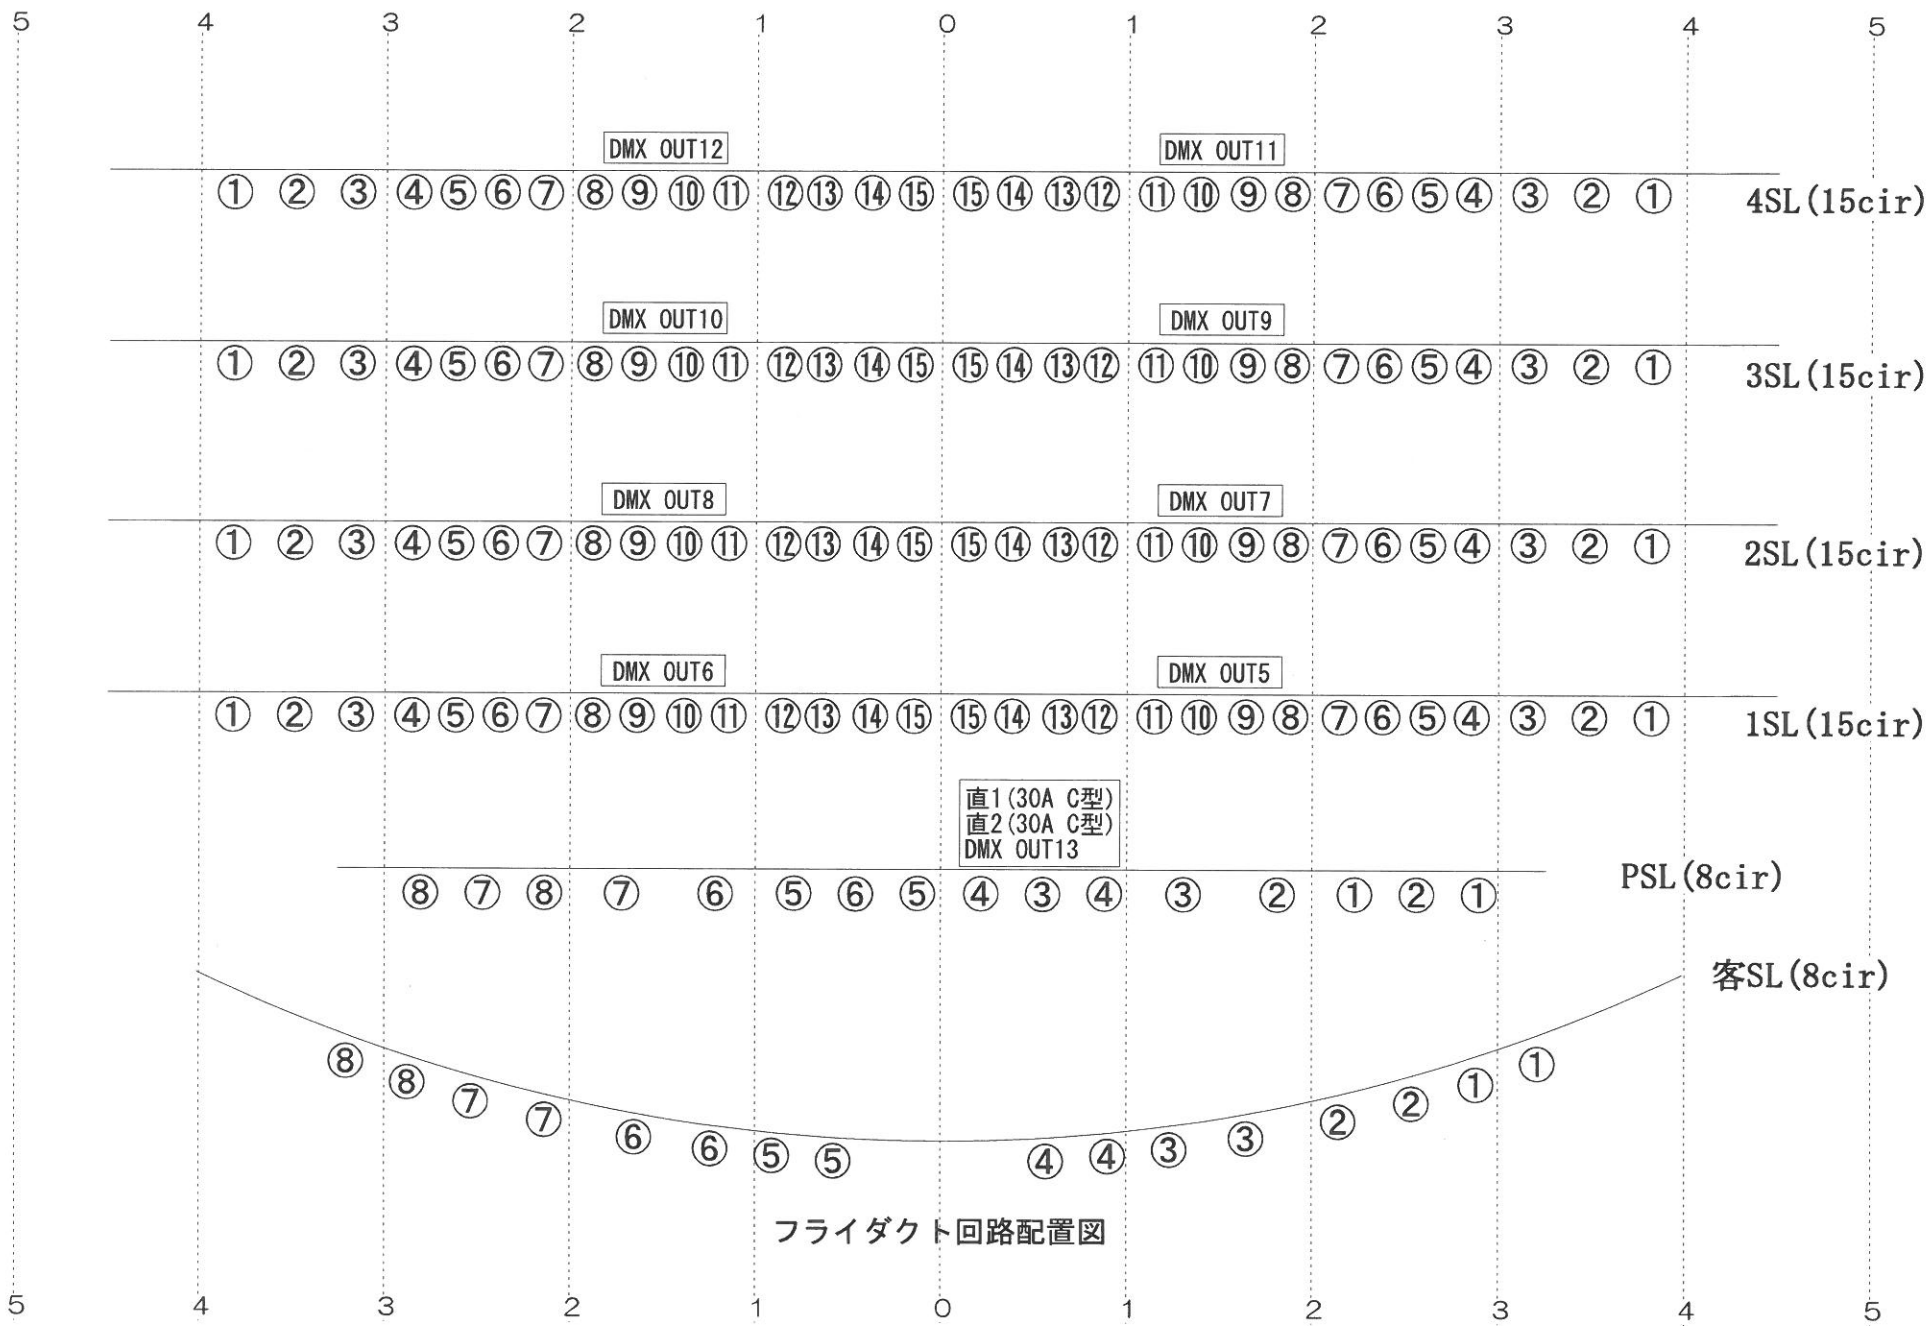 5 4 3 2 1 0 1 2 3 4 5
DMX OUT12 DMX OUT11
① ② ③ ④ ⑤ ⑥ ⑦ ⑧ ⑨ ⑩ ⑪ ⑫ ⑬ ⑭ ⑮ ⑮ ⑭ ⑬ ⑫ ⑪ ⑩ ⑨ ⑧ ⑦ ⑥ ⑤ ④ ③ ② ① 4SL(15cir)
DMX OUT10 DMX OUT9
① ② ③ ④ ⑤ ⑥ ⑦ ⑧ ⑨ ⑩ ⑪ ⑫ ⑬ ⑭ ⑮ ⑮ ⑭ ⑬ ⑫ ⑪ ⑩ ⑨ ⑧ ⑦ ⑥ ⑤ ④ ③ ② ① 3SL(15cir)
DMX OUT8 DMX OUT7
① ② ③ ④ ⑤ ⑥ ⑦ ⑧ ⑨ ⑩ ⑪ ⑫ ⑬ ⑭ ⑮ ⑮ ⑭ ⑬ ⑫ ⑪ ⑩ ⑨ ⑧ ⑦ ⑥ ⑤ ④ ③ ② ① 2SL(15cir)
DMX OUT6 DMX OUT5
① ② ③ ④ ⑤ ⑥ ⑦ ⑧ ⑨ ⑩ ⑪ ⑫ ⑬ ⑭ ⑮ ⑮ ⑭ ⑬ ⑫ ⑪ ⑩ ⑨ ⑧ ⑦ ⑥ ⑤ ④ ③ ② ① 1SL(15cir)
直1(30A C型)
直2(30A C型)
DMX OUT13
⑧ ⑦ ⑧ ⑦ ⑥ ⑤ ⑥ ⑤ ④ ③ ④ ③ ② ① ② ① PSL(8cir)
客SL(8cir)
⑧ ⑧ ⑦ ⑦ ⑥ ⑥ ⑤ ⑤ ④ ④ ③ ③ ② ② ① ①
フライダクト回路配置図
5 4 3 2 1 0 1 2 3 4 5